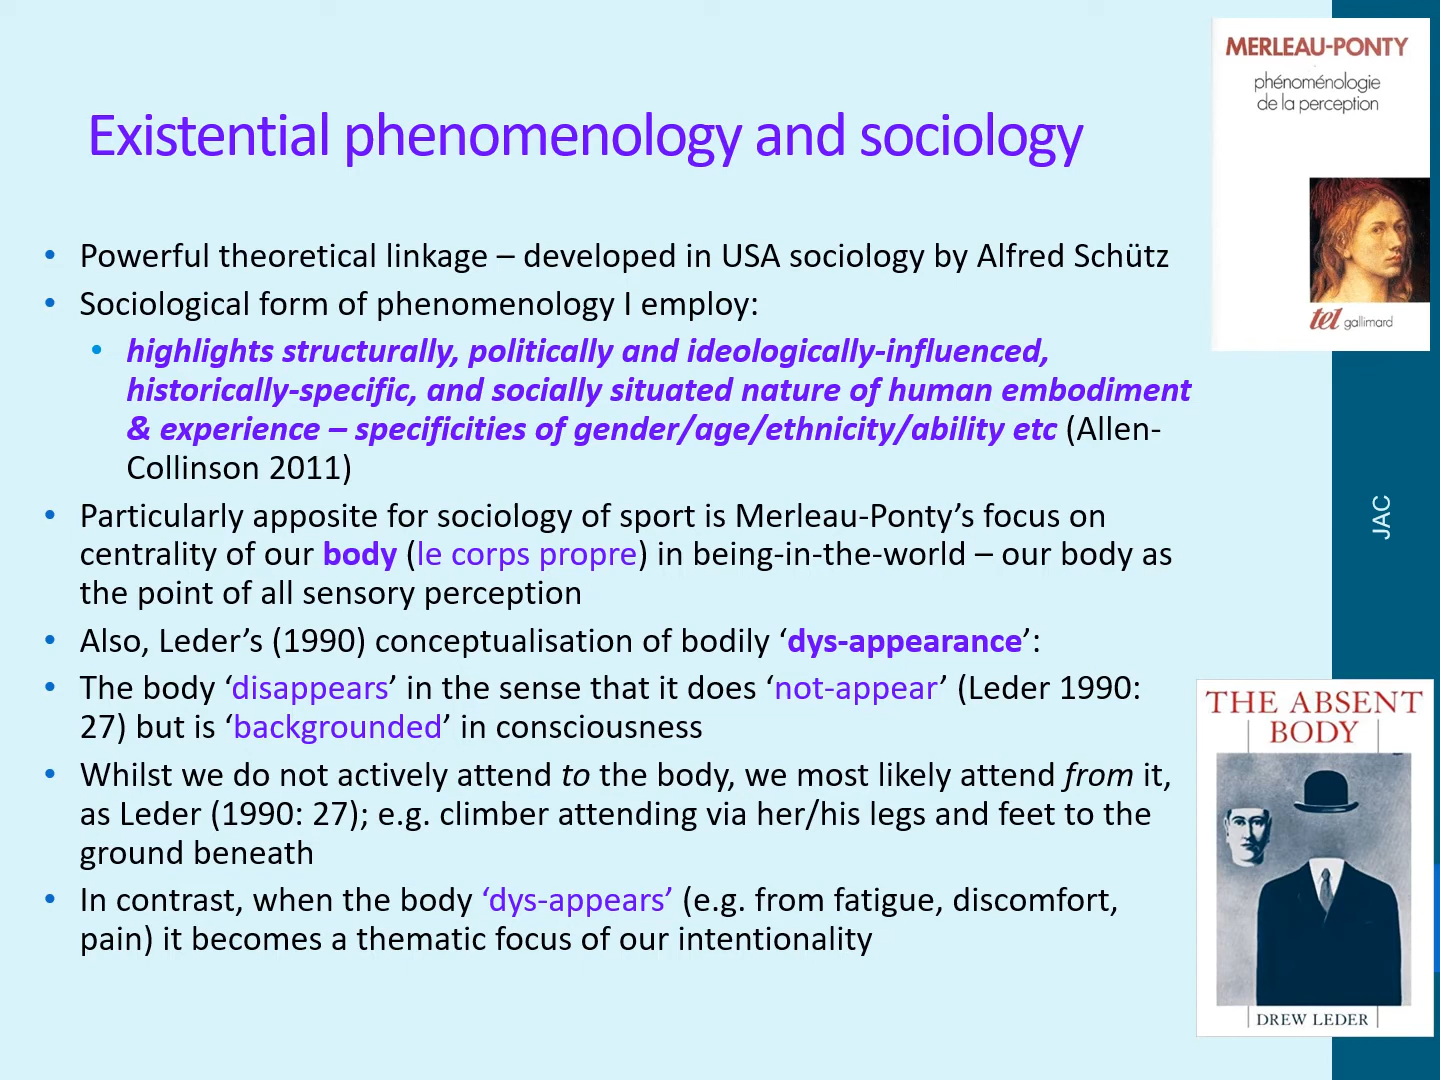 Existential phenomenology and sociology
• Powerful theoretical linkage – developed in USA sociology by Alfred Schütz
• Sociological form of phenomenology I employ:
• highlights structurally, politically and ideologically-influenced,
historically-specific, and socially situated nature of human embodiment
& experience – specificities of gender/age/ethnicity/ability etc (Allen-
Collinson 2011)
• Particularly apposite for sociology of sport is Merleau-Ponty’s focus on
centrality of our body (le corps propre) in being-in-the-world – our body as
the point of all sensory perception
• Also, Leder’s (1990) conceptualisation of bodily ‘dys-appearance’:
• The body ‘disappears’ in the sense that it does ‘not-appear’ (Leder 1990:
27) but is ‘backgrounded’ in consciousness
• Whilst we do not actively attend to the body, we most likely attend from it,
as Leder (1990: 27); e.g. climber attending via her/his legs and feet to the
ground beneath
• In contrast, when the body ‘dys-appears’ (e.g. from fatigue, discomfort,
pain) it becomes a thematic focus of our intentionality
MERLEAU-PONTY
phénoménologie
de la perception
tel gallimard
JAC
THE ABSENT
BODY
DREW LEDER